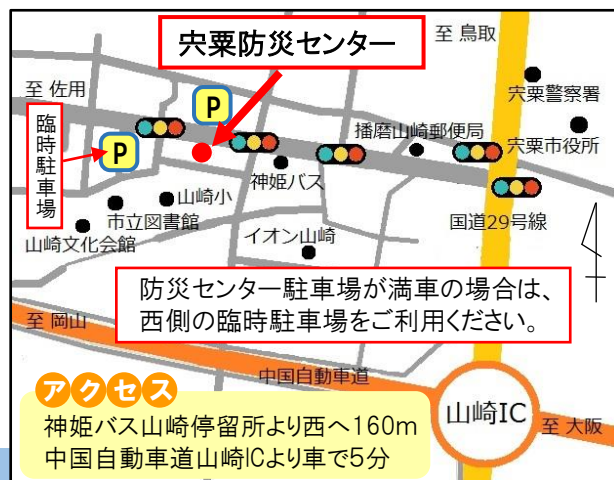 宍粟防災センター
至 鳥取
至 佐用
P
宍粟警察署
臨時駐車場
P
播磨山崎郵便局
宍粟市役所
神姫バス
山崎小
市立図書館
山崎文化会館
イオン山崎
国道29号線
防災センター駐車場が満車の場合は、
西側の臨時駐車場をご利用ください。
至 岡山
中国自動車道
山崎IC
至 大阪
アクセス
神姫バス山崎停留所より西へ160m
中国自動車道山崎ICより車で5分